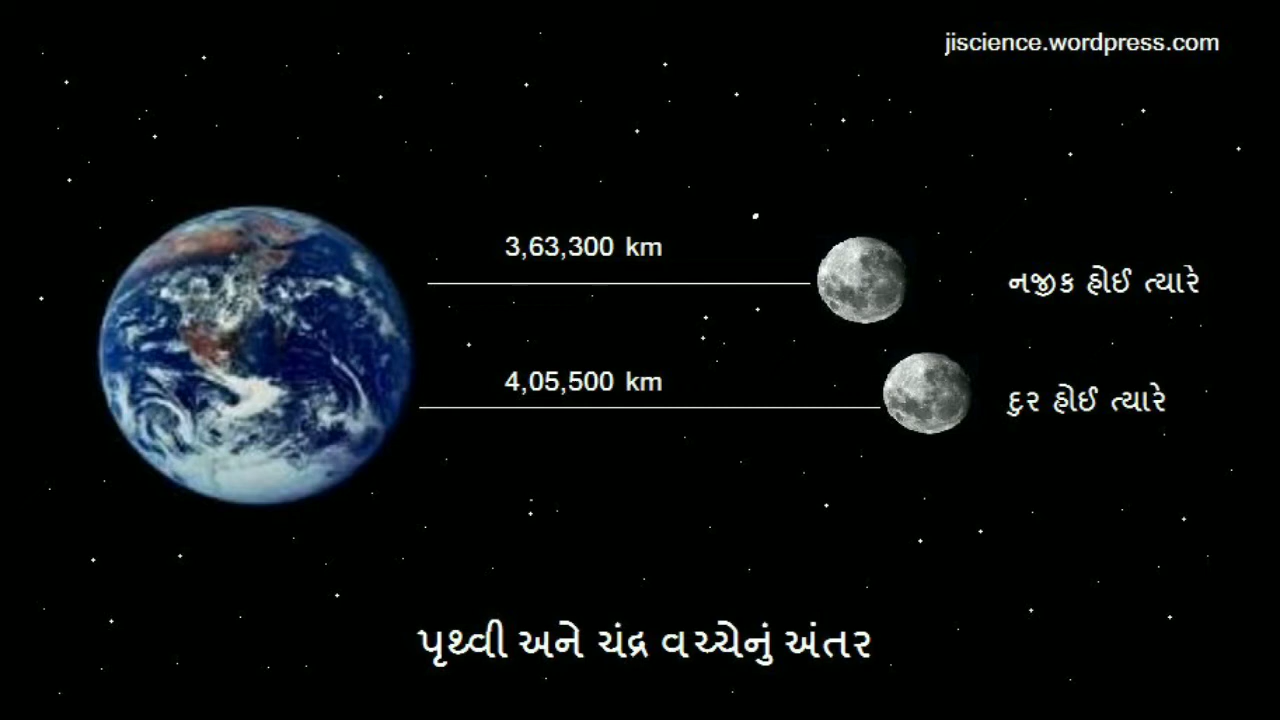 jiscience.wordpress.com
3,63,300 km
નજીક હોઈ ત્યારે
4,05,500 km
દુર હોઈ ત્યારે
પૃથ્વી અને ચંદ્ર વચ્ચેનું અંતર